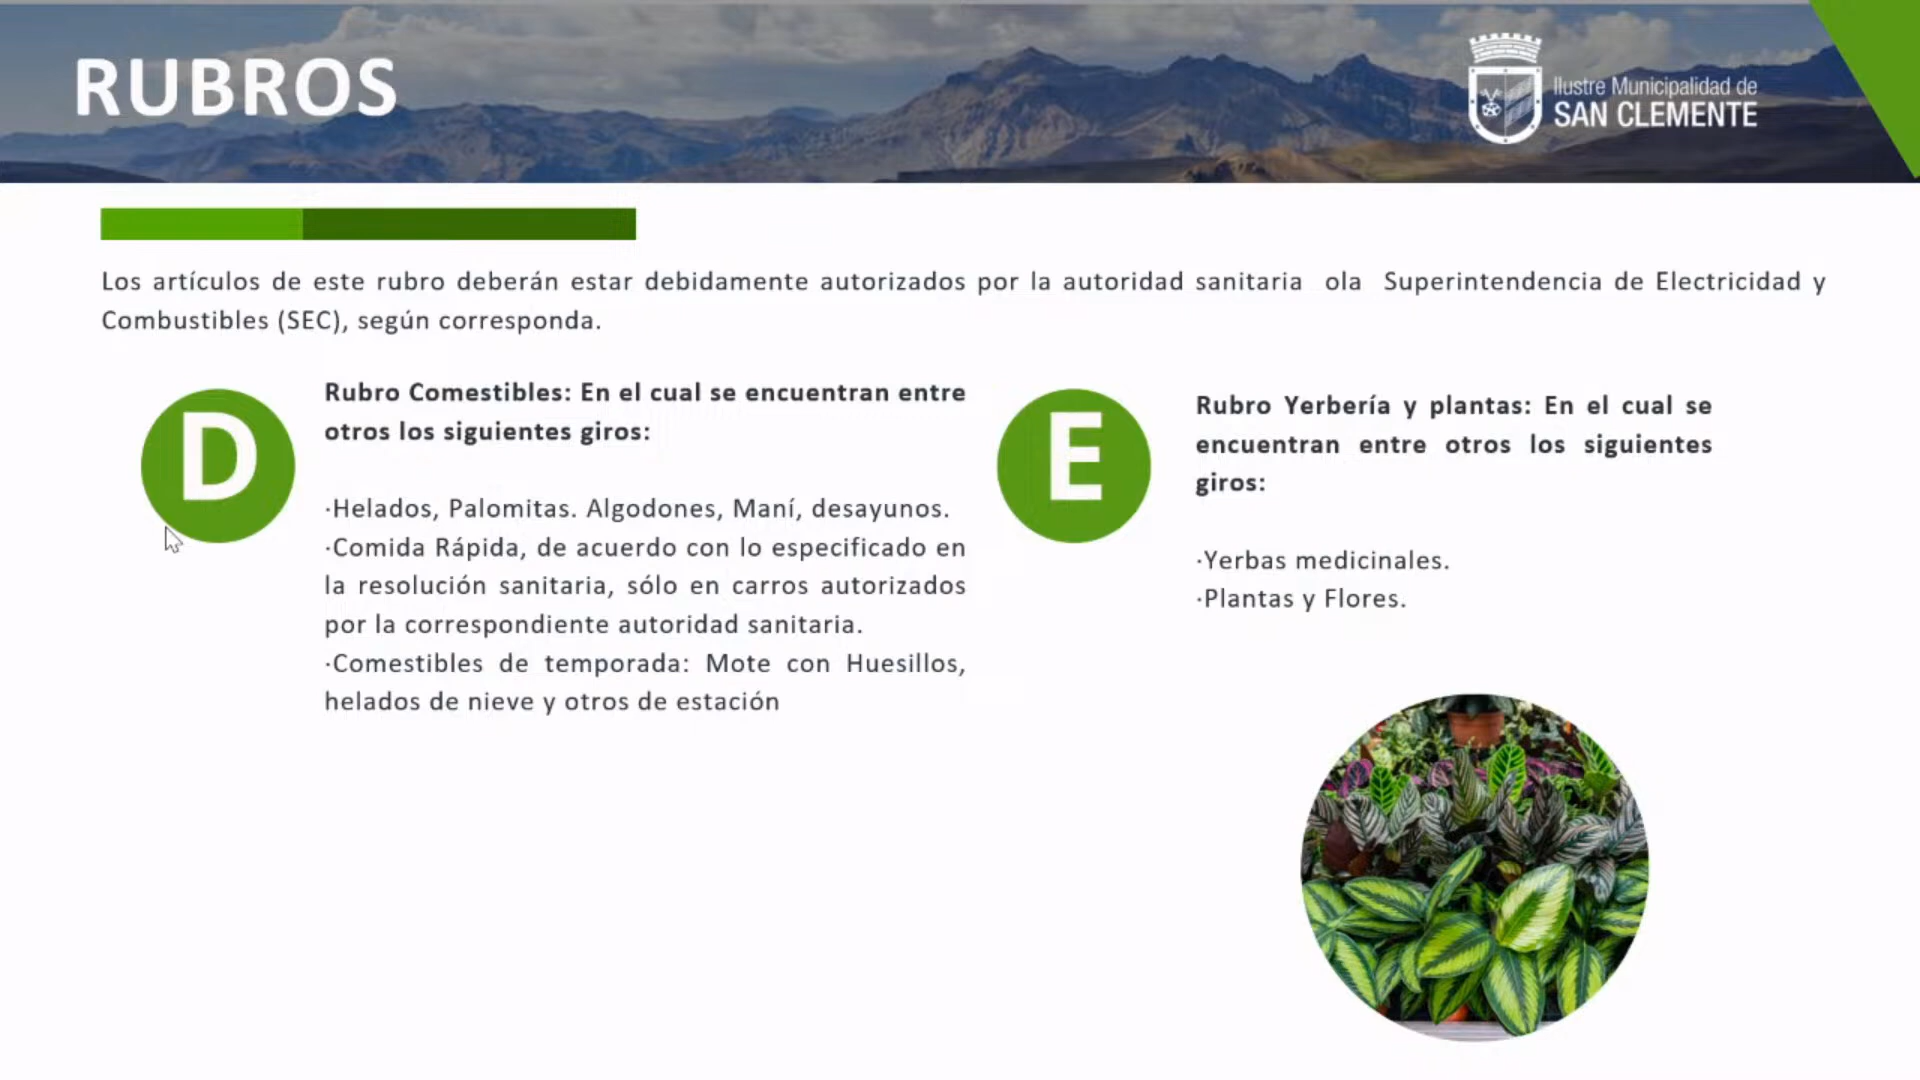 RUBROS
Ilustre Municipalidad de
SAN CLEMENTE
Los artículos de este rubro deberán estar debidamente autorizados por la autoridad sanitaria ola Superintendencia de Electricidad y
Combustibles (SEC), según corresponda.
D
Rubro Comestibles: En el cual se encuentran entre
otros los siguientes giros:
·Helados, Palomitas. Algodones, Maní, desayunos.
·Comida Rápida, de acuerdo con lo especificado en
la resolución sanitaria, sólo en carros autorizados
por la correspondiente autoridad sanitaria.
·Comestibles de temporada: Mote con Huesillos,
helados de nieve y otros de estación
E
Rubro Yerbería y plantas: En el cual se
encuentran entre otros los siguientes
giros:
·Yerbas medicinales.
·Plantas y Flores.